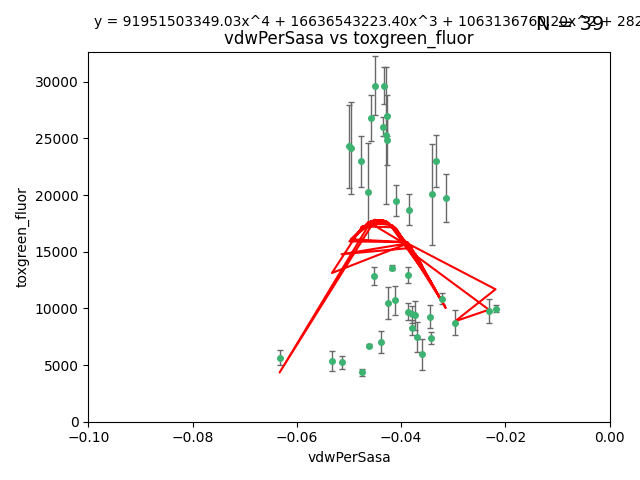 y = 91951503349.03x^4 + 16636543223.40x^3 + 1063136760.20x^2 + 282
N = 39
vdwPerSasa vs toxgreen_fluor
30000
25000
20000
15000
10000
5000
0
toxgreen_fluor
−0.10
−0.08
−0.06
−0.04
−0.02
0.00
vdwPerSasa